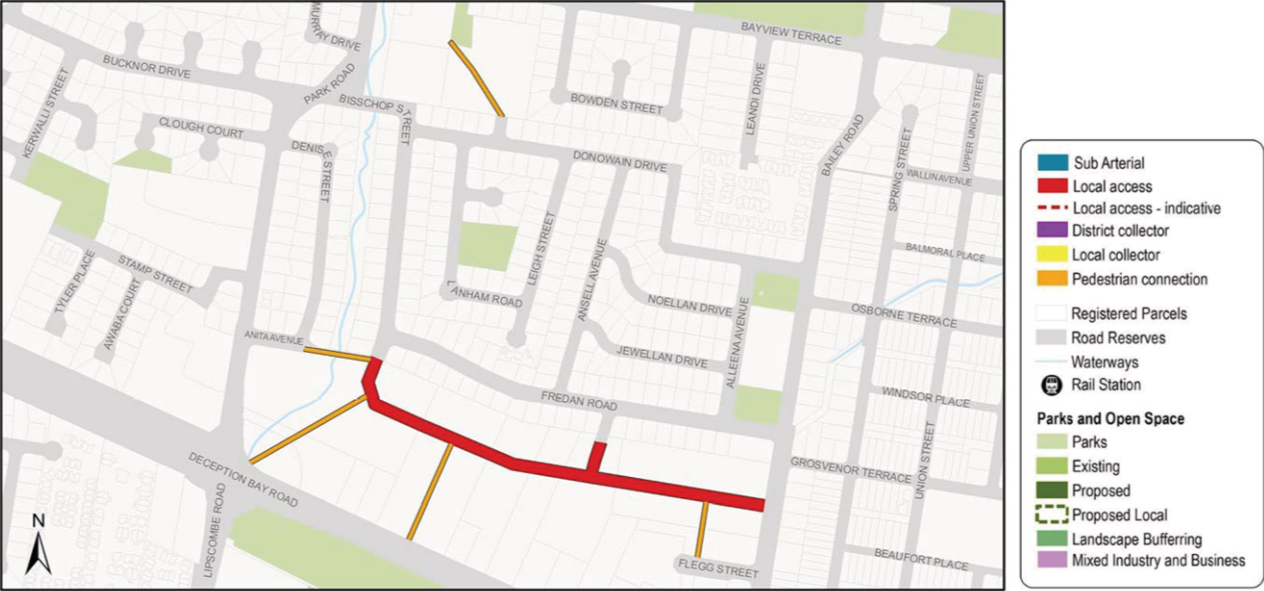 MURRAY DRIVE
BAYVIEW TERRACE
BUCKNOR DRIVE
PARK ROAD
BISSCHOP STREET
BOWDEN STREET
LEANDI DRIVE
UPPER UNION STREET
KERWALLI STREET
CLOUGH COURT
DENISE STREET
DONOWAIN DRIVE
BAILEY ROAD
SPRING STREET
WALLIN AVENUE
LEIGH STREET
BALMORAL PLACE
TYLER PLACE
STAMP STREET
AWABA COURT
LANHAM ROAD
ANSELL AVENUE
NOELLAN DRIVE
ALLEENA AVENUE
OSBORNE TERRACE
ANITA AVENUE
JEWELLAN DRIVE
FREDAN ROAD
WINDSOR PLACE
UNION STREET
DECEPTION BAY ROAD
GROSVENOR TERRACE
LIPSCOMBE ROAD
FLEGG STREET
BEAUFORT PLACE
N
Sub Arterial
Local access
Local access - indicative
District collector
Local collector
Pedestrian connection
Registered Parcels
Road Reserves
Waterways
Rail Station
Parks and Open Space
Parks
Existing
Proposed
Proposed Local
Landscape Bufferring
Mixed Industry and Business